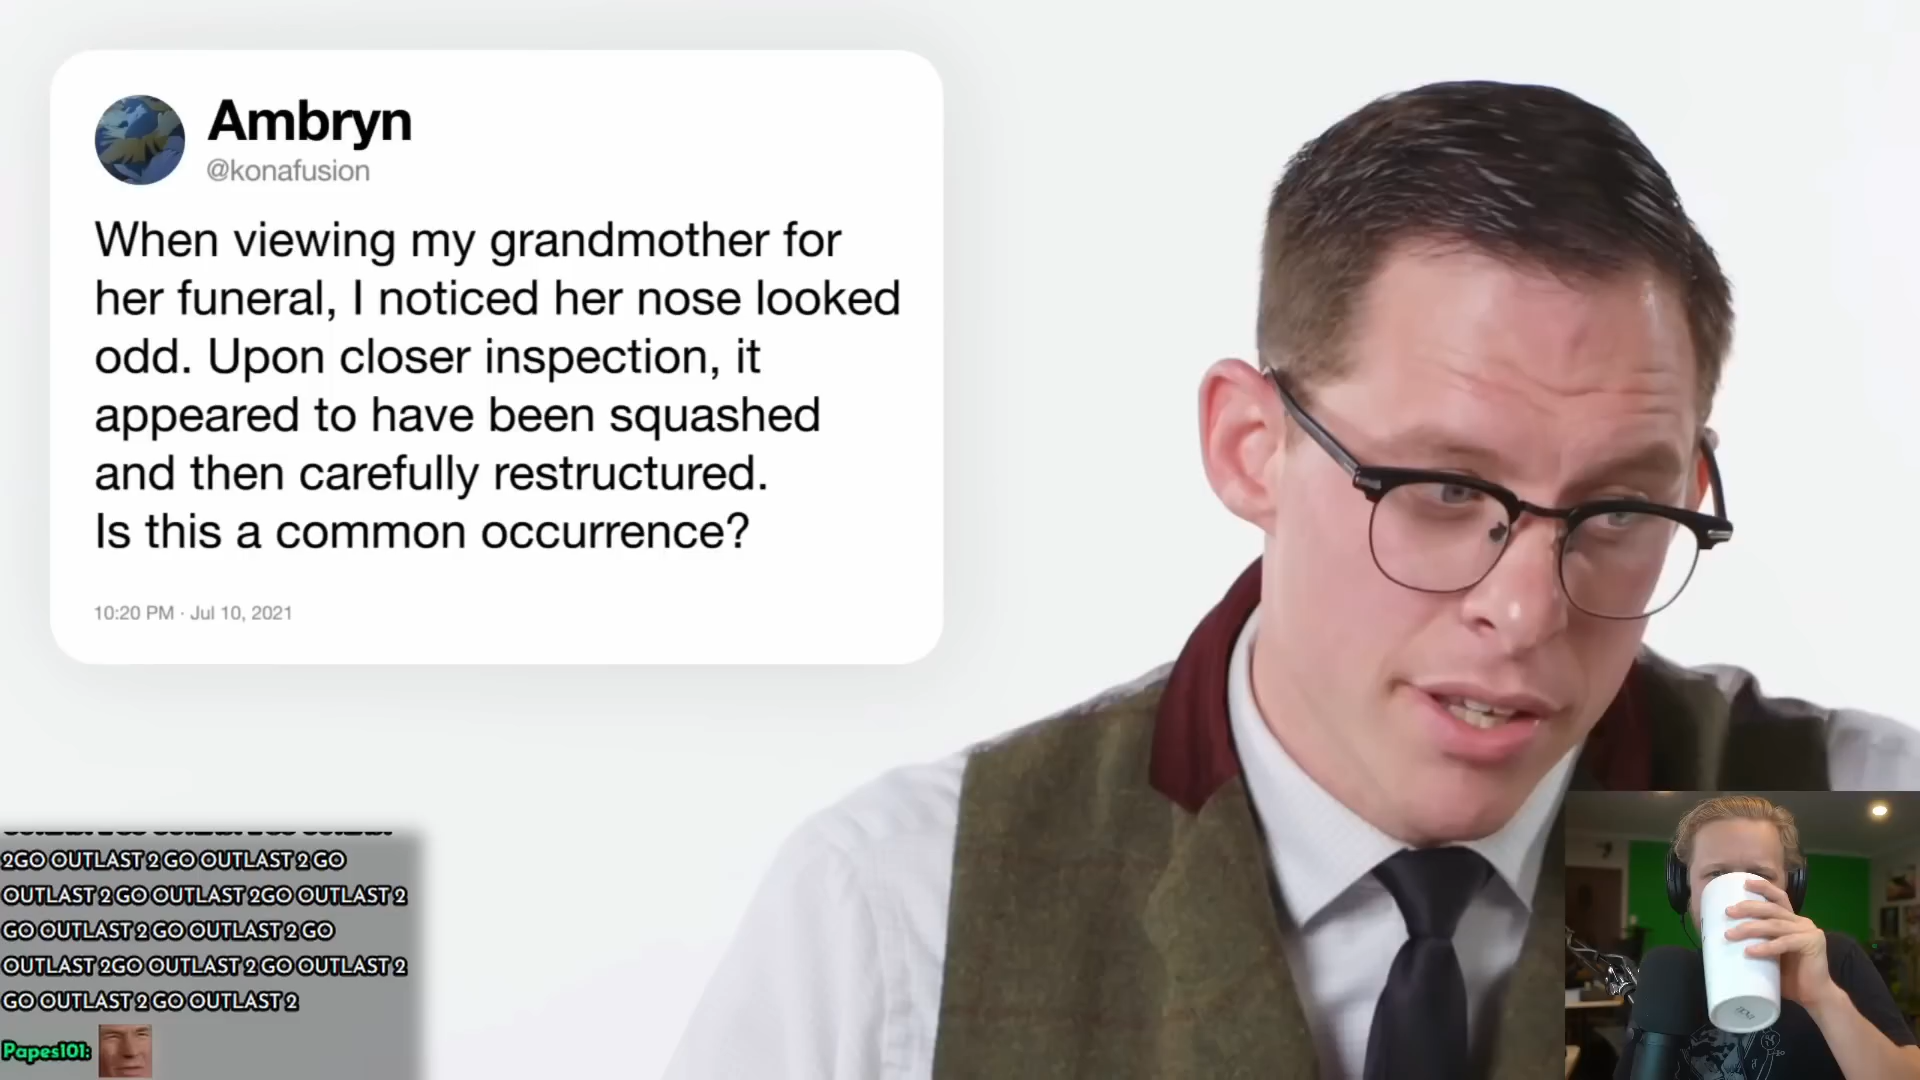 Ambryn
@konafusion
When viewing my grandmother for
her funeral, I noticed her nose looked
odd. Upon closer inspection, it
appeared to have been squashed
and then carefully restructured.
Is this a common occurrence?
10:20 PM · Jul 10, 2021
2GO OUTLAST 2 GO OUTLAST 2 GO
OUTLAST 2 GO OUTLAST 2GO OUTLAST 2
GO OUTLAST 2 GO OUTLAST 2 GO
OUTLAST 2GO OUTLAST 2 GO OUTLAST 2
GO OUTLAST 2 GO OUTLAST 2
Papes101: